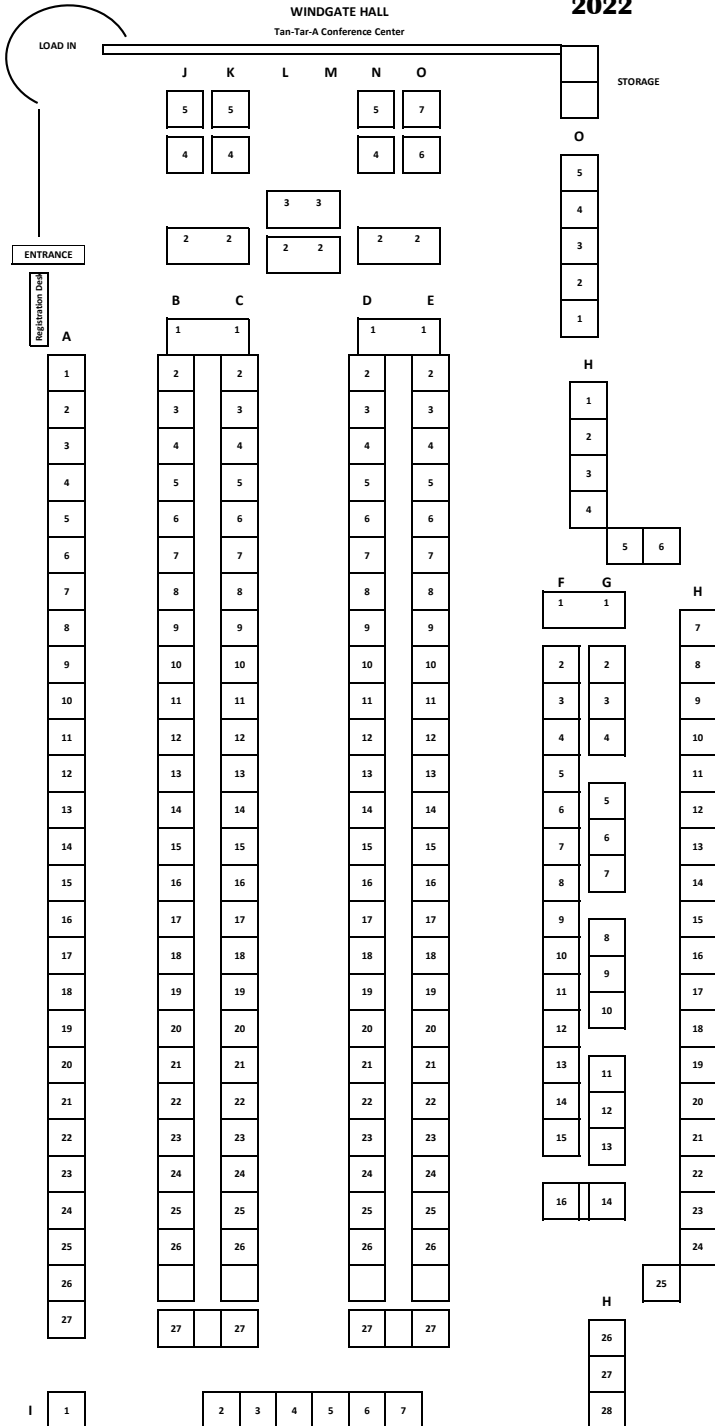 2022
WINDGATE HALL
Tan-Tar-A Conference Center
LOAD IN
J K L M N O
STORAGE
5 5 5 7
O
4 4 4 6
5
3 3
4
2 2 2 2
2 2 3
ENTRANCE
2
Registration Desk
B C D E
1
1 1 1 1
A
H
1 2 2 2 2
1
2 3 3 3 3
2
3 4 4 4 4
3
4 5 5 5 5
4
5 6 6 6 6
5 6
6 7 7 7 7
F G
7 8 8 8 8 H
1 1
8 9 9 9 9 7
9 10 10 10 10 2 2 8
10 11 11 11 11 3 3 9
11 12 12 12 12 4 4 10
12 13 13 13 13 5 11
13 14 14 14 14 6 5 12
14 15 15 15 15 7 6 13
15 16 16 16 16 8 7 14
16 17 17 17 17 9 15
17 18 18 18 18 10 8 16
18 19 19 19 19 11 9 17
19 20 20 20 20 12 10 18
20 21 21 21 21 13 11 19
21 22 22 22 22 14 12 20
22 23 23 23 23 15 13 21
23 24 24 24 24 22
24 25 25 25 25 16 14 23
25 26 26 26 26 24
26 25
H
27 27 27 27 27
26
27
I 1 2 3 4 5 6 7 28